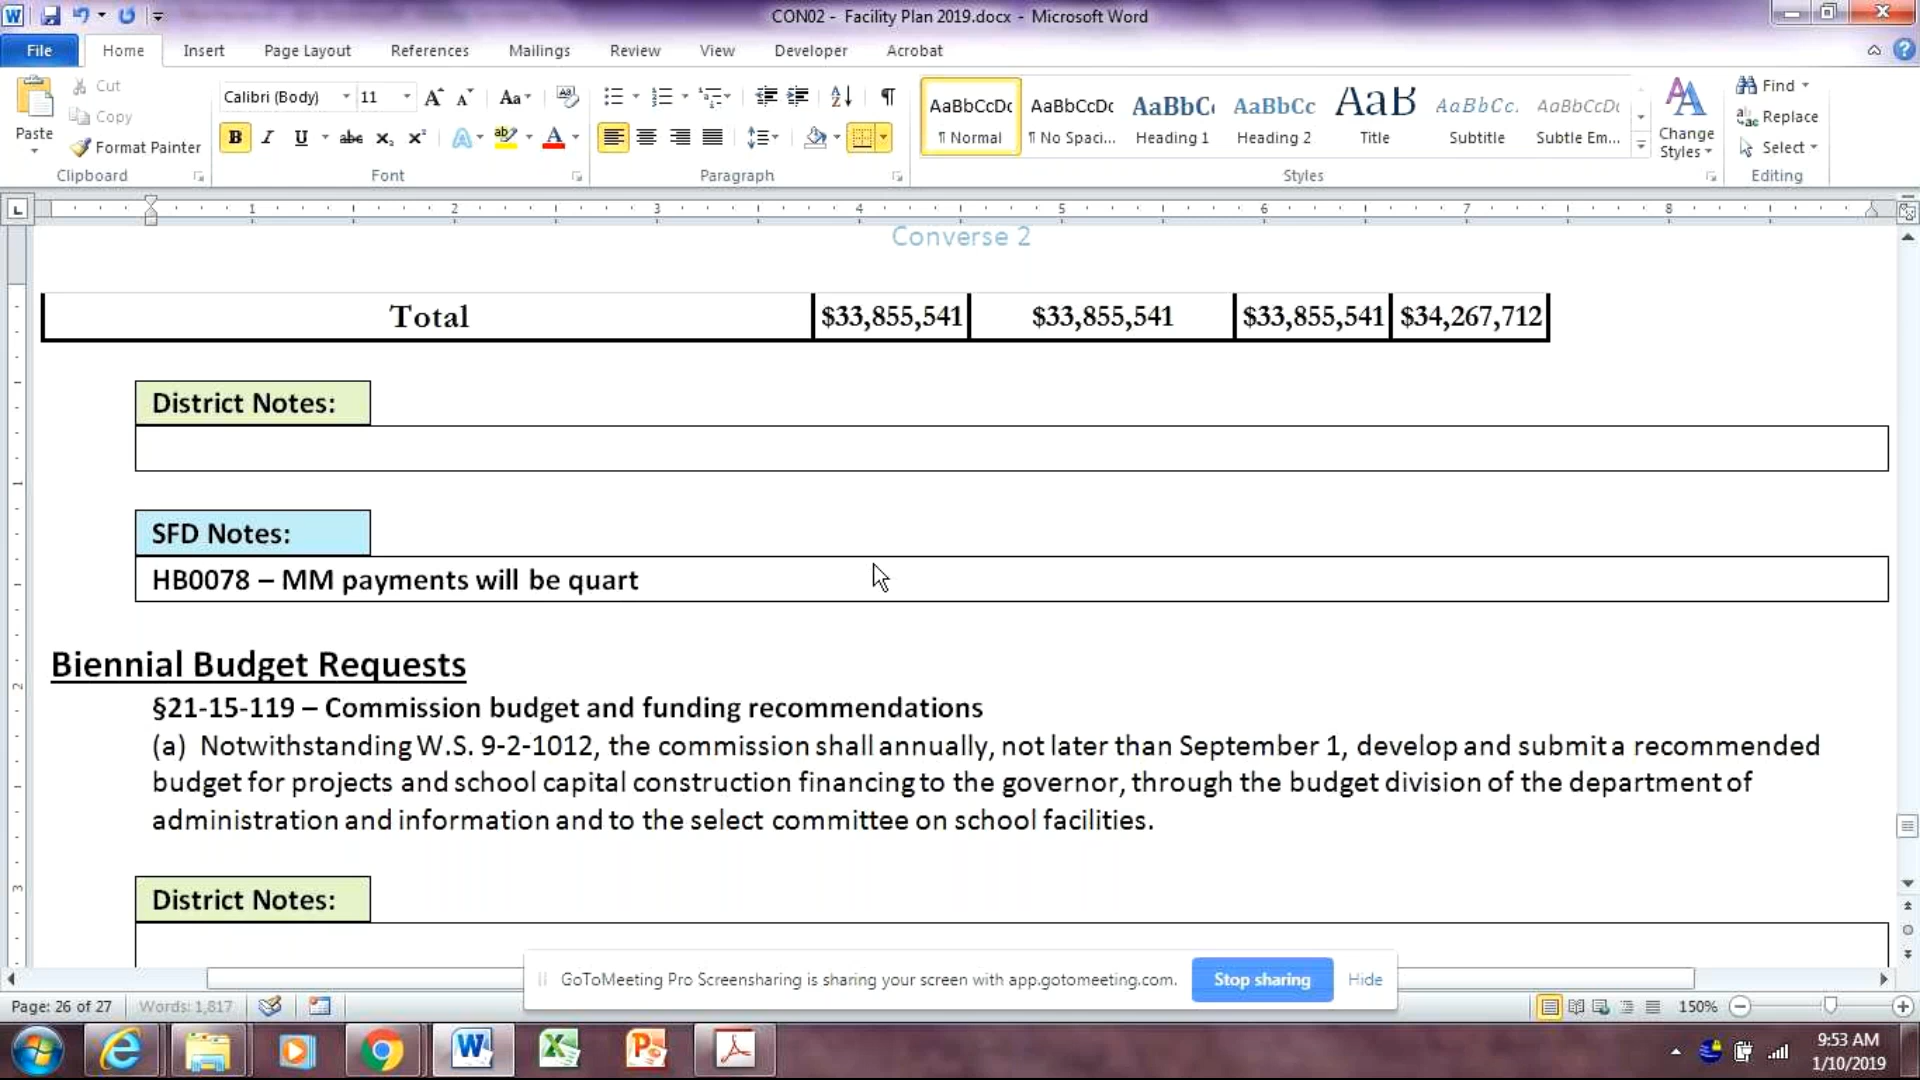 CON02 - Facility Plan 2019.docx - Microsoft Word
File Home Insert Page Layout References Mailings Review View Developer Acrobat
Paste
Cut
Copy
Format Painter
Clipboard
Calibri (Body) 11
Font
Paragraph
AaBbCcDc AaBbCcDc AaBbC AaBbCc AaB AaBbCc. AaBbCcDc
¶ Normal ¶ No Spaci... Heading 1 Heading 2 Title Subtitle Subtle Em...
Styles
Change
Styles
Find
Replace
Select
Editing
1 2 3 4 5 6 7 8
Converse 2
Total $33,855,541 $33,855,541 $33,855,541 $34,267,712
District Notes:
SFD Notes:
HB0078 – MM payments will be quart
Biennial Budget Requests
§21-15-119 – Commission budget and funding recommendations
(a) Notwithstanding W.S. 9-2-1012, the commission shall annually, not later than September 1, develop and submit a recommended
budget for projects and school capital construction financing to the governor, through the budget division of the department of
administration and information and to the select committee on school facilities.
District Notes:
GoToMeeting Pro Screensharing is sharing your screen with app.gotomeeting.com. Stop sharing Hide
Page: 26 of 27 Words: 1,817 150%
9:53 AM
1/10/2019